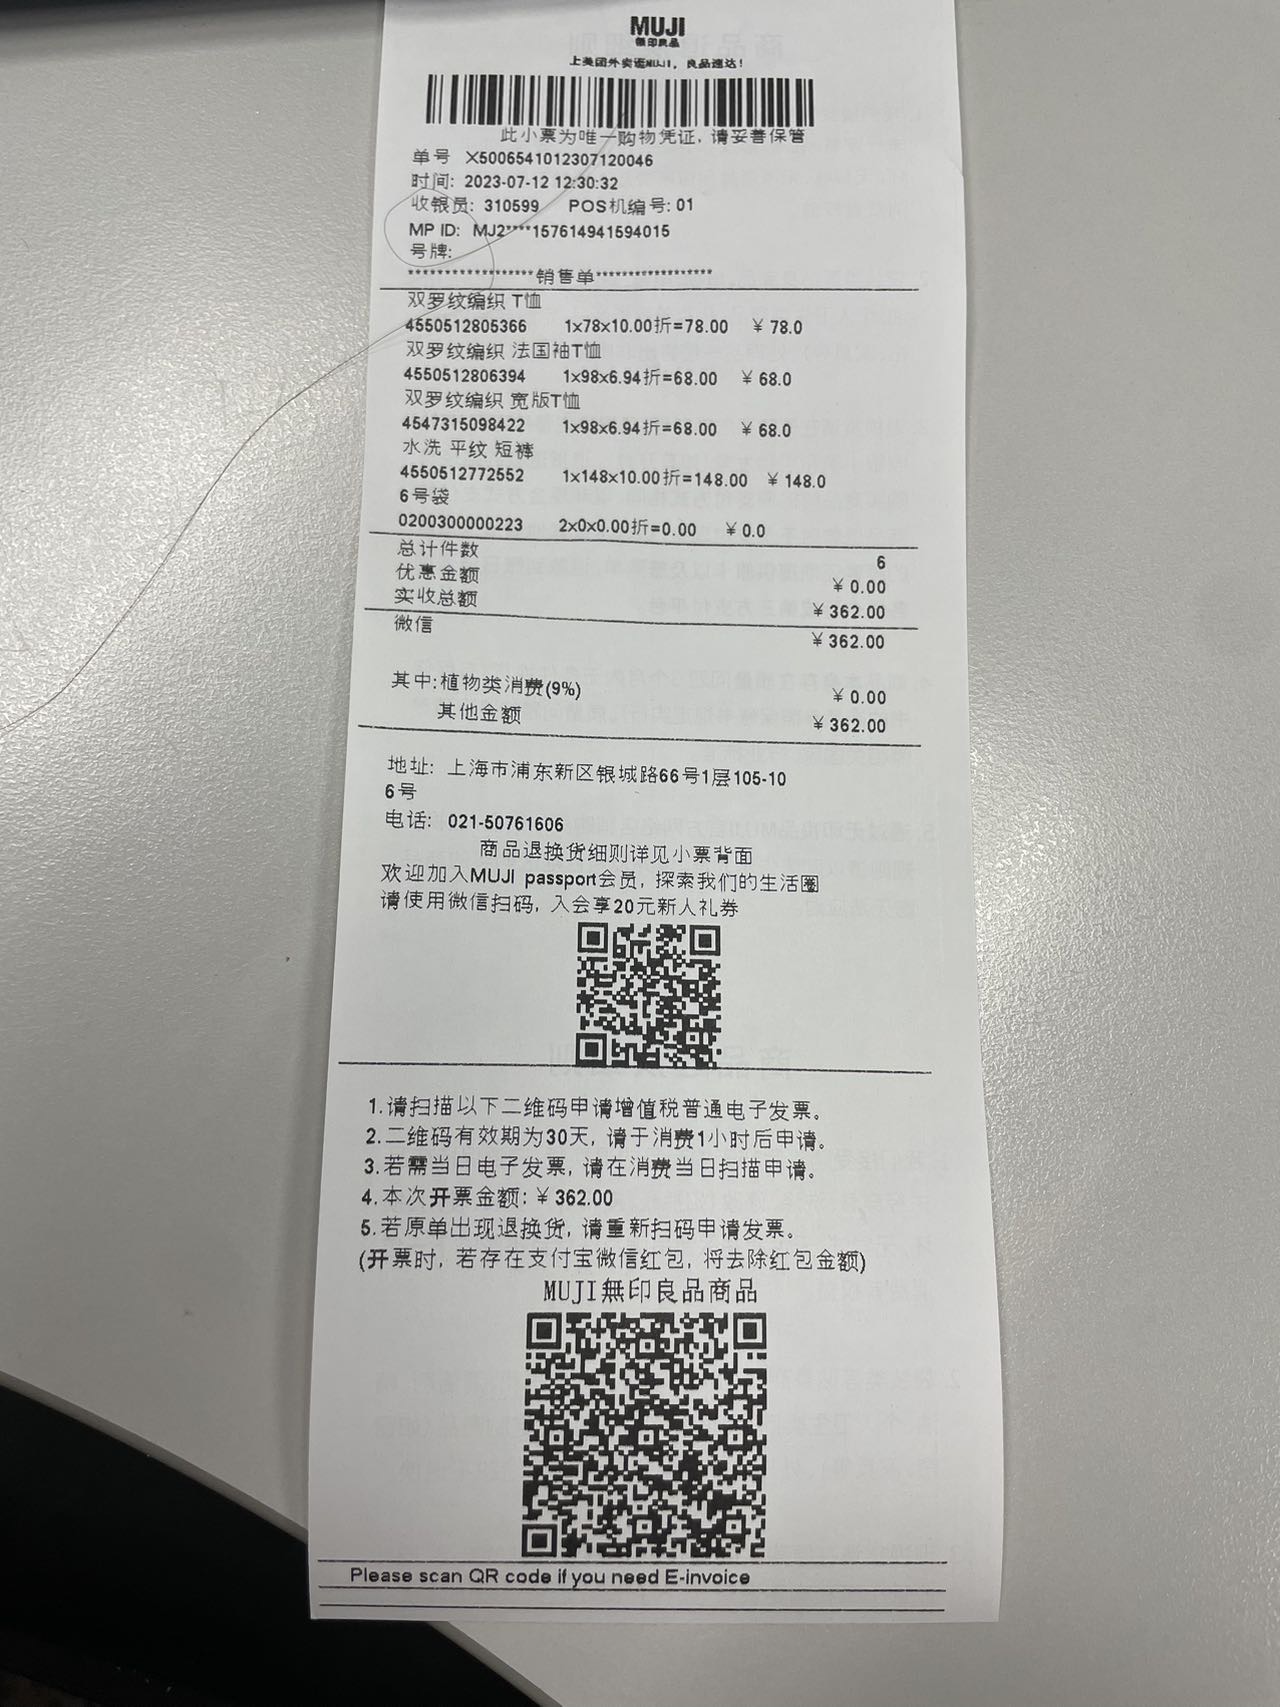 MUJI
無印良品
上美团外卖逛MUJI，良品速达！
此小票为唯一购物凭证, 请妥善保管
单号 X5006541012307120046
时间: 2023-07-12 12:30:32
收银员: 310599 POS机编号: 01
MP ID: MJ2****157614941594015
号牌:
******************销售单******************
双罗纹编织 T恤
4550512805366 1x78x10.00折=78.00 ¥ 78.0
双罗纹编织 法国袖T恤
4550512806394 1x98x6.94折=68.00 ¥ 68.0
双罗纹编织 宽版T恤
4547315098422 1x98x6.94折=68.00 ¥ 68.0
水洗 平纹 短裤
4550512772552 1x148x10.00折=148.00 ¥ 148.0
6号袋
0200300000223 2x0x0.00折=0.00 ¥ 0.0
总计件数 6
优惠金额 ¥ 0.00
实收总额 ¥ 362.00
微信 ¥ 362.00
其中: 植物类消费(9%) ¥ 0.00
其他金额 ¥ 362.00
地址: 上海市浦东新区银城路66号1层105-10
6号
电话: 021-50761606
商品退换货细则详见小票背面
欢迎加入MUJI passport会员, 探索我们的生活圈
请使用微信扫码, 入会享20元新人礼券
1.请扫描以下二维码申请增值税普通电子发票。
2.二维码有效期为30天, 请于消费1小时后申请。
3.若需当日电子发票, 请在消费当日扫描申请。
4.本次开票金额: ¥ 362.00
5.若原单出现退换货, 请重新扫码申请发票。
(开票时, 若存在支付宝微信红包, 将去除红包金额)
MUJI無印良品商品
Please scan QR code if you need E-invoice